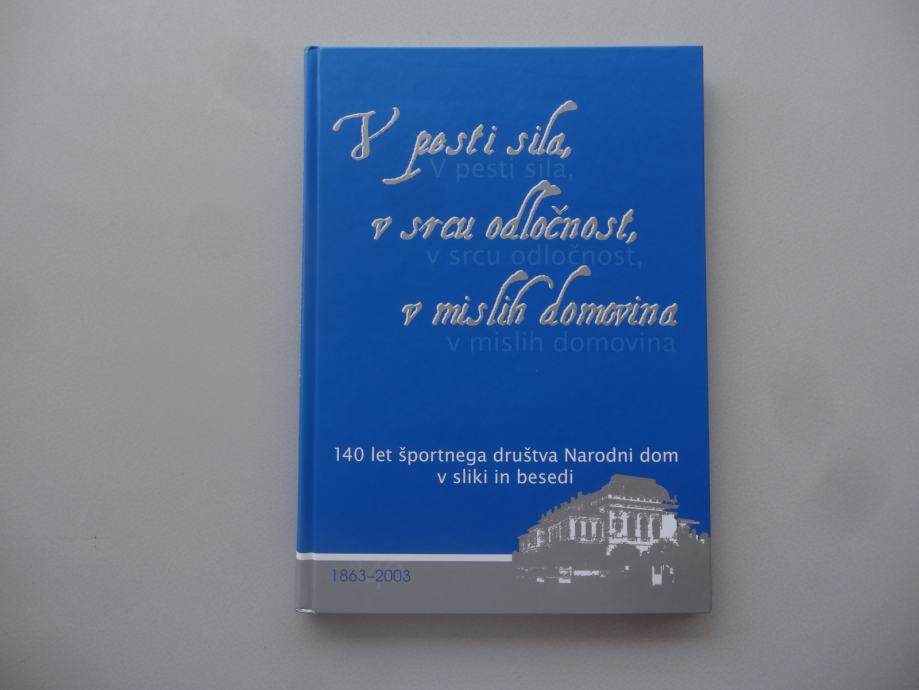 V pesti sila,
V pesti sila,
v srcu odločnost,
v srcu odločnost,
v mislih domovina
v mislih domovina
140 let športnega društva Narodni dom
v sliki in besedi
1863–2003